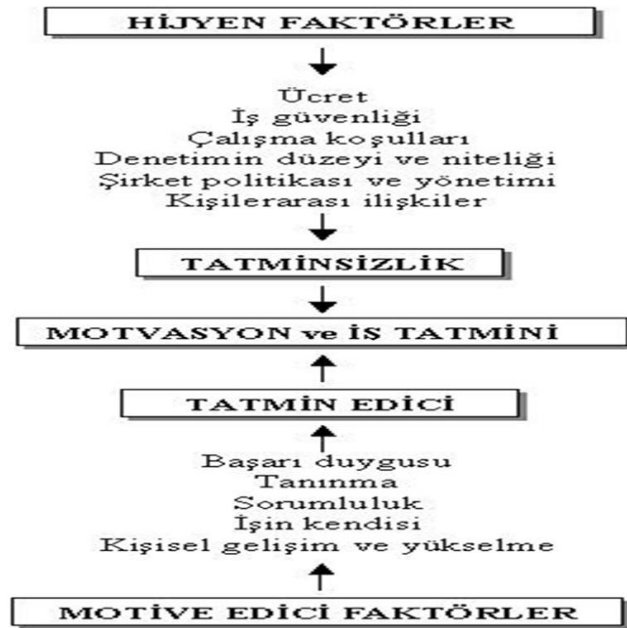 HİJYEN FAKTÖRLER
Ücret
İş güvenliği
Çalışma koşulları
Denetimin düzeyi ve niteliği
Şirket politikası ve yönetimi
Kişilerarası ilişkiler
TATMİNSİZLİK
MOTVASYON ve İŞ TATMİNİ
TATMİN EDİCİ
Başarı duygusu
Tanınma
Sorumluluk
İşin kendisi
Kişisel gelişim ve yükselme
MOTİVE EDİCİ FAKTÖRLER